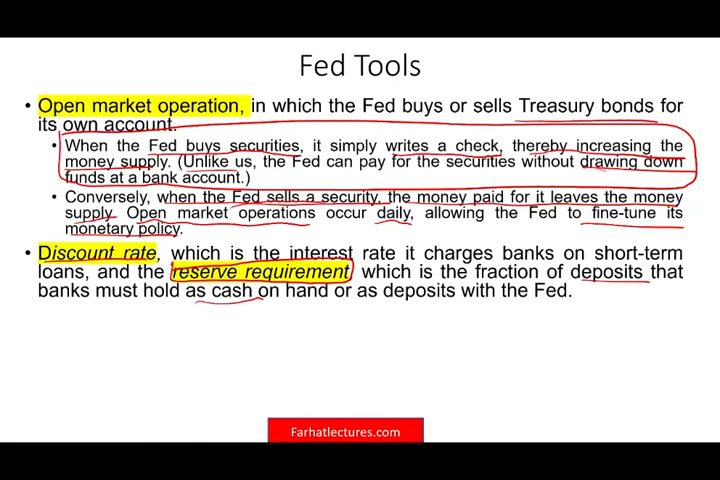 Fed Tools
• Open market operation, in which the Fed buys or sells Treasury bonds for
its own account.
• When the Fed buys securities, it simply writes a check, thereby increasing the
money supply. (Unlike us, the Fed can pay for the securities without drawing down
funds at a bank account.)
• Conversely, when the Fed sells a security, the money paid for it leaves the money
supply. Open market operations occur daily, allowing the Fed to fine-tune its
monetary policy.
• Discount rate, which is the interest rate it charges banks on short-term
loans, and the reserve requirement which is the fraction of deposits that
banks must hold as cash on hand or as deposits with the Fed.
Farhatlectures.com